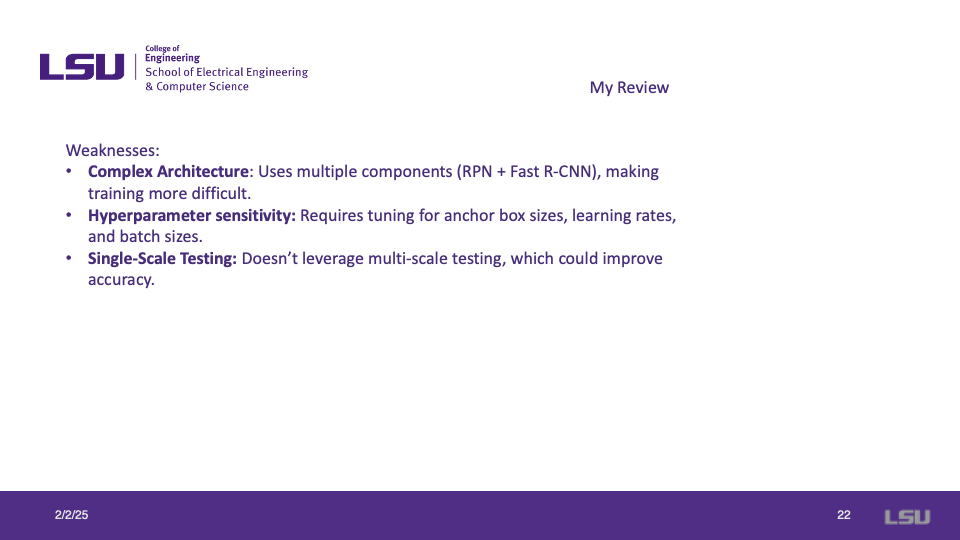 LSU
College of
Engineering
School of Electrical Engineering
& Computer Science
My Review
Weaknesses:
• Complex Architecture: Uses multiple components (RPN + Fast R-CNN), making
training more difficult.
• Hyperparameter sensitivity: Requires tuning for anchor box sizes, learning rates,
and batch sizes.
• Single-Scale Testing: Doesn’t leverage multi-scale testing, which could improve
accuracy.
2/2/25
22
LSU